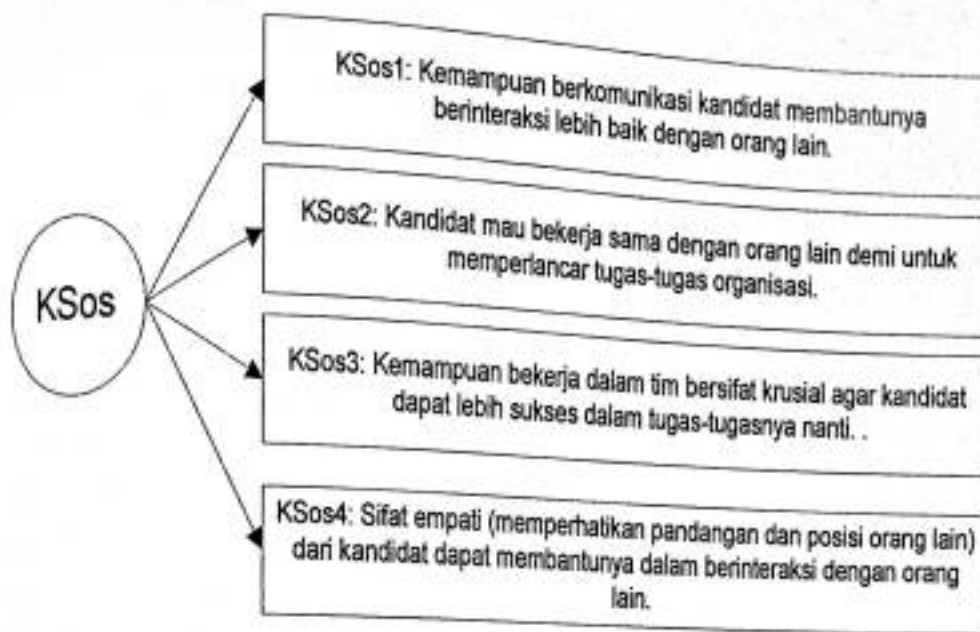 KSos
KSos1: Kemampuan berkomunikasi kandidat membantunya
berinteraksi lebih baik dengan orang lain.
KSos2: Kandidat mau bekerja sama dengan orang lain demi untuk
memperlancar tugas-tugas organisasi.
KSos3: Kemampuan bekerja dalam tim bersifat krusial agar kandidat
dapat lebih sukses dalam tugas-tugasnya nanti. .
KSos4: Sifat empati (memperhatikan pandangan dan posisi orang lain)
dari kandidat dapat membantunya dalam berinteraksi dengan orang
lain.